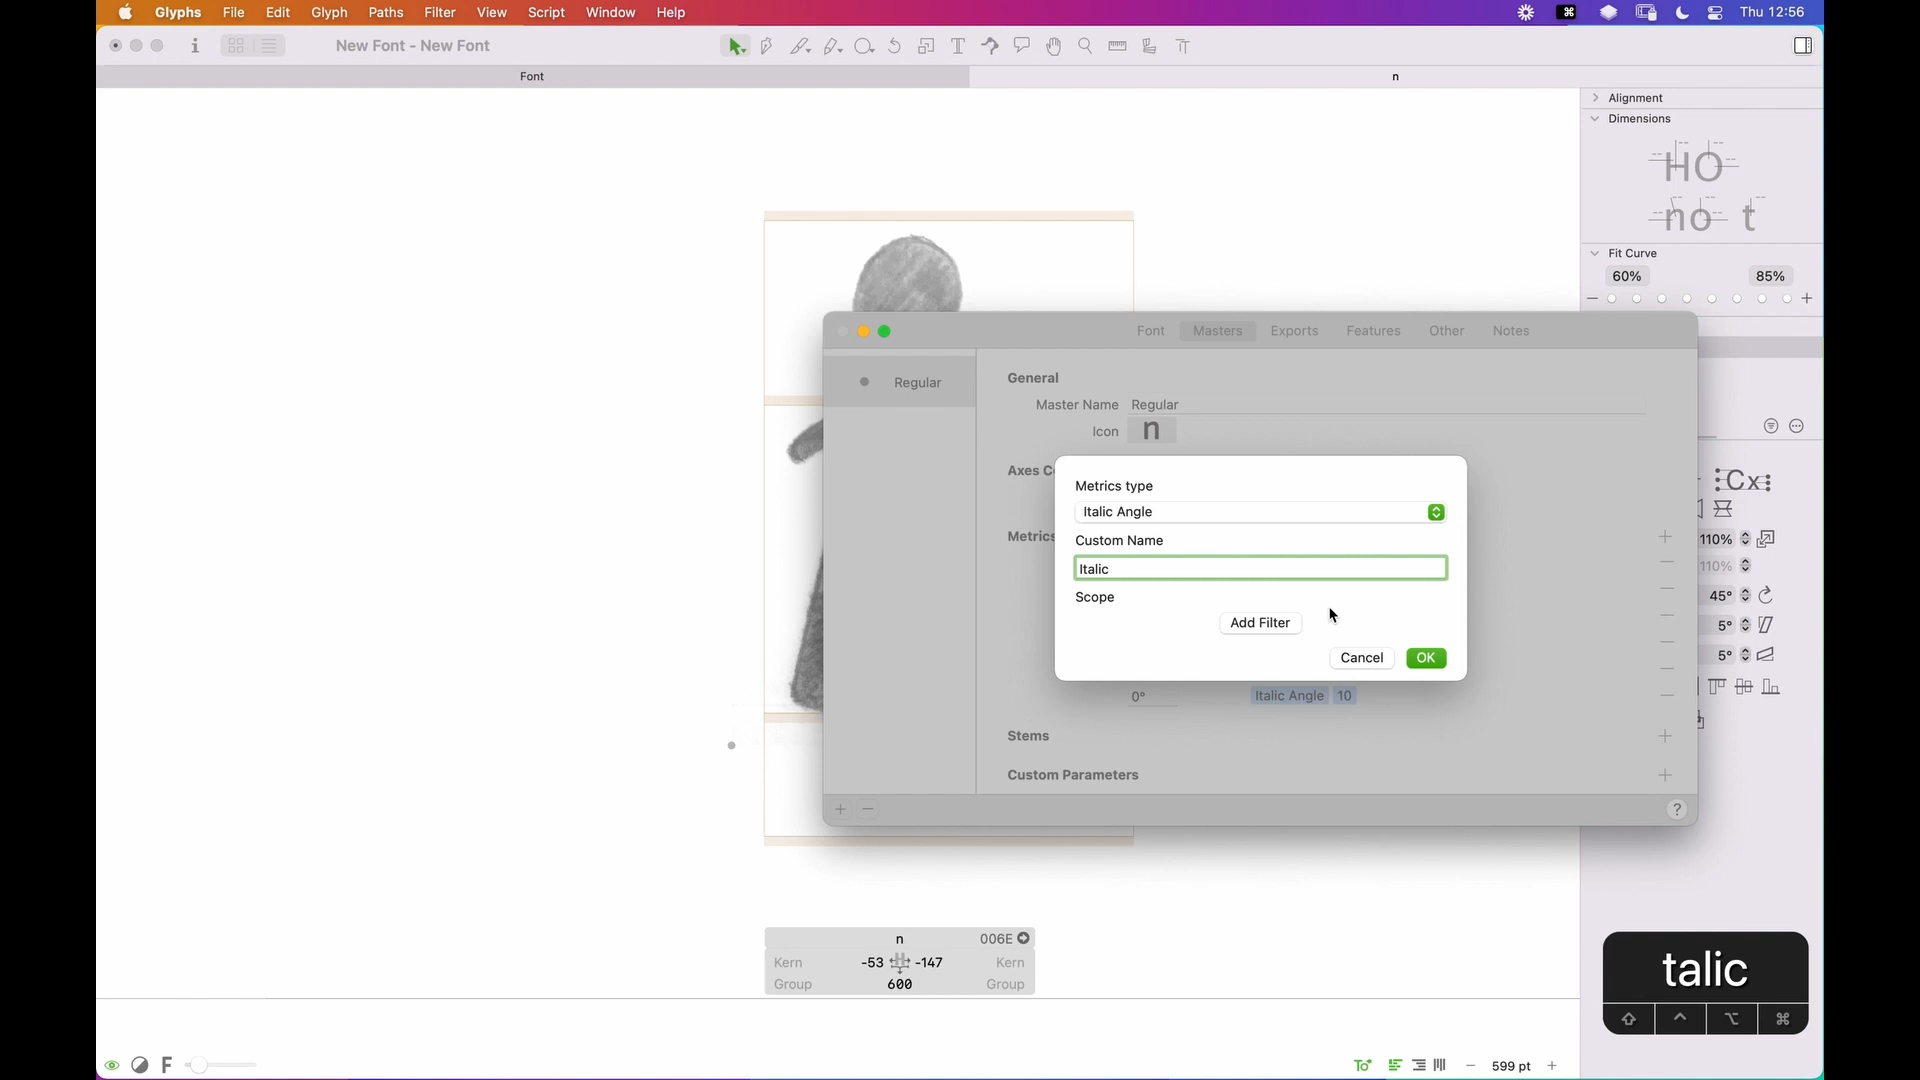 Glyphs File Edit Glyph Paths Filter View Script Window Help Thu 12:56
New Font - New Font
Font n
Alignment
Dimensions
HO
no t
Fit Curve
60% 85%
Font Masters Exports Features Other Notes
Regular
General
Master Name Regular
Icon n
Axes Co
Metrics
Metrics type
Italic Angle
Custom Name
Italic
Scope
Add Filter
Cancel OK
0° Italic Angle 10
Stems
Custom Parameters
?
Cx
110%
110%
45°
5°
5°
n 006E
Kern -53 H -147 Kern
Group 600 Group
talic
F
599 pt